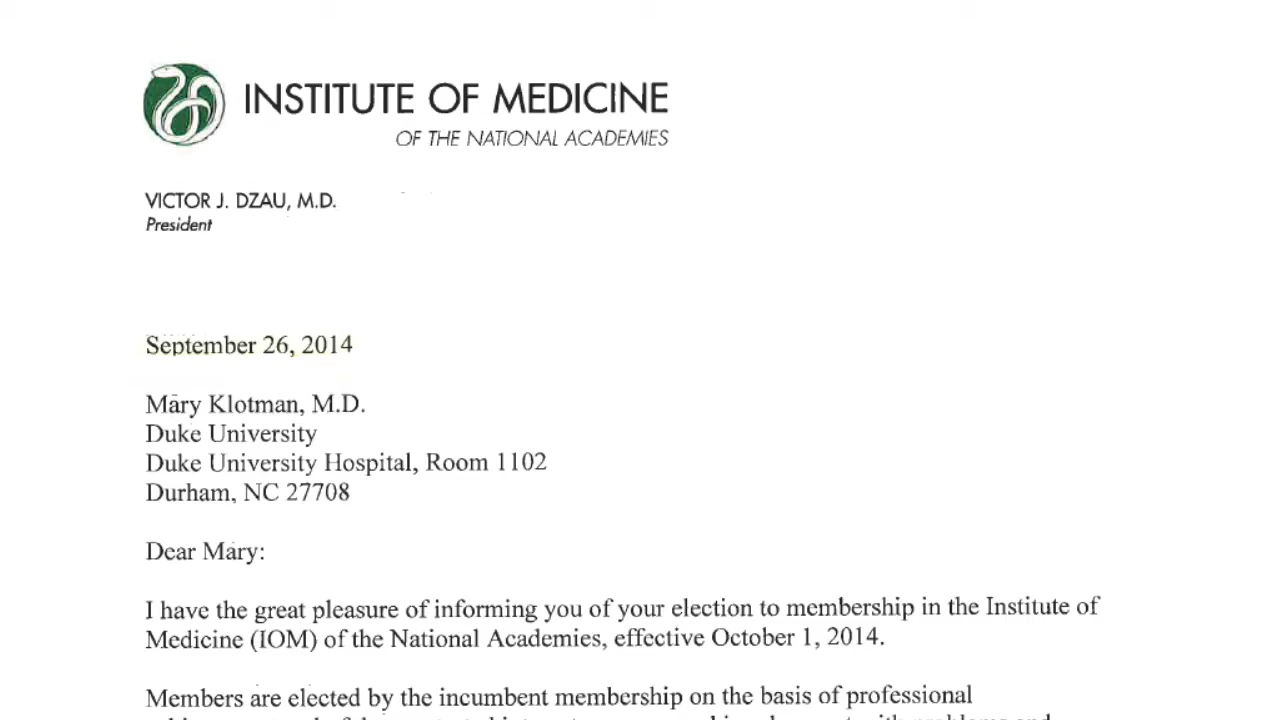 INSTITUTE OF MEDICINE
OF THE NATIONAL ACADEMIES
VICTOR J. DZAU, M.D.
President
September 26, 2014
Mary Klotman, M.D.
Duke University
Duke University Hospital, Room 1102
Durham, NC 27708
Dear Mary:
I have the great pleasure of informing you of your election to membership in the Institute of
Medicine (IOM) of the National Academies, effective October 1, 2014.
Members are elected by the incumbent membership on the basis of professional